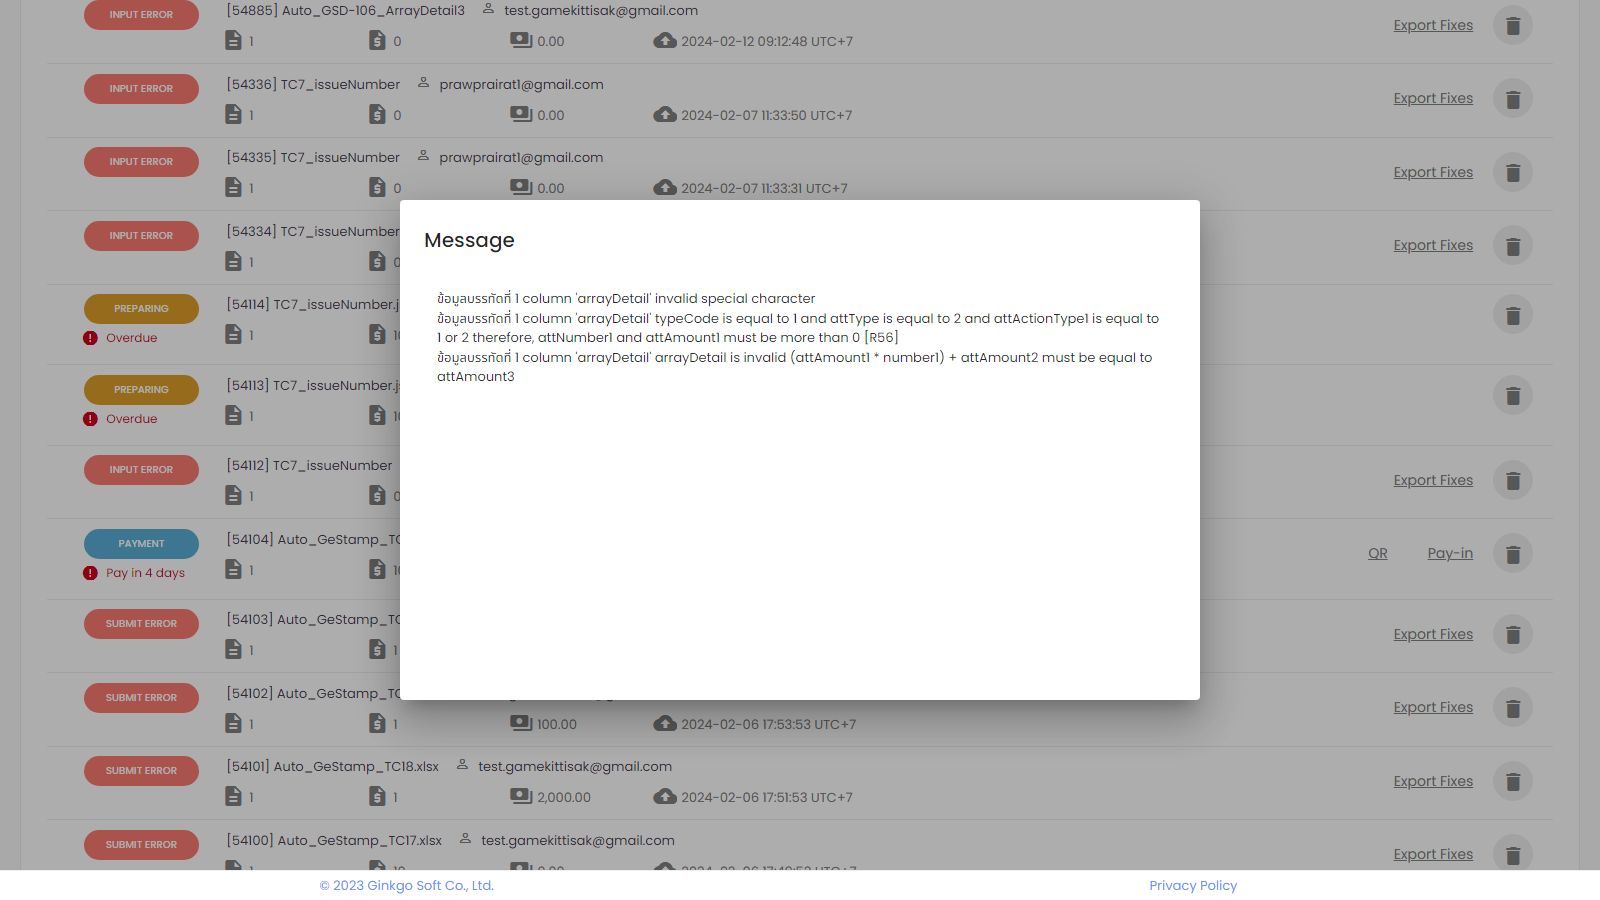 INPUT ERROR [54885] Auto_GSD-106_ArrayDetail3 test.gamekittisak@gmail.com
1 0 0.00 2024-02-12 09:12:48 UTC+7 Export Fixes
INPUT ERROR [54336] TC7_issueNumber prawprairat1@gmail.com
1 0 0.00 2024-02-07 11:33:50 UTC+7 Export Fixes
INPUT ERROR [54335] TC7_issueNumber prawprairat1@gmail.com
1 0 0.00 2024-02-07 11:33:31 UTC+7 Export Fixes
INPUT ERROR [54334] TC7_issueNumber
1 0 Export Fixes
PREPARING [54114] TC7_issueNumber.j
Overdue 1 10
PREPARING [54113] TC7_issueNumber.j
Overdue 1 10
INPUT ERROR [54112] TC7_issueNumber
1 0 Export Fixes
PAYMENT [54104] Auto_GeStamp_TC
Pay in 4 days 1 10 QR Pay-in
SUBMIT ERROR [54103] Auto_GeStamp_TC
1 1 Export Fixes
SUBMIT ERROR [54102] Auto_GeStamp_TC
1 1 100.00 2024-02-06 17:53:53 UTC+7 Export Fixes
SUBMIT ERROR [54101] Auto_GeStamp_TC18.xlsx test.gamekittisak@gmail.com
1 1 2,000.00 2024-02-06 17:51:53 UTC+7 Export Fixes
SUBMIT ERROR [54100] Auto_GeStamp_TC17.xlsx test.gamekittisak@gmail.com
Export Fixes
Message
ข้อมูลบรรทัดที่ 1 column 'arrayDetail' invalid special character
ข้อมูลบรรทัดที่ 1 column 'arrayDetail' typeCode is equal to 1 and attType is equal to 2 and attActionType1 is equal to
1 or 2 therefore, attNumber1 and attAmount1 must be more than 0 [R56]
ข้อมูลบรรทัดที่ 1 column 'arrayDetail' arrayDetail is invalid (attAmount1 * number1) + attAmount2 must be equal to
attAmount3
© 2023 Ginkgo Soft Co., Ltd. Privacy Policy